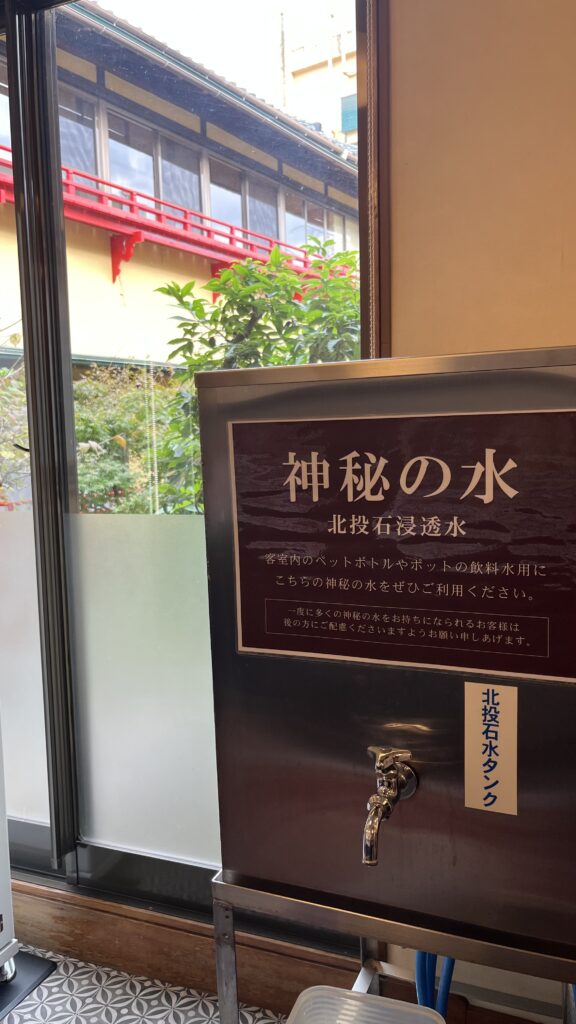 神秘の水
北投石浸透水
客室内のペットボトルやポットの飲料水用に
こちらの神秘の水をぜひご利用ください。
一度に多くの神秘の水をお持ちになられるお客様は
後の方にご配慮くださいますようお願い申しあげます。
北投石水タンク